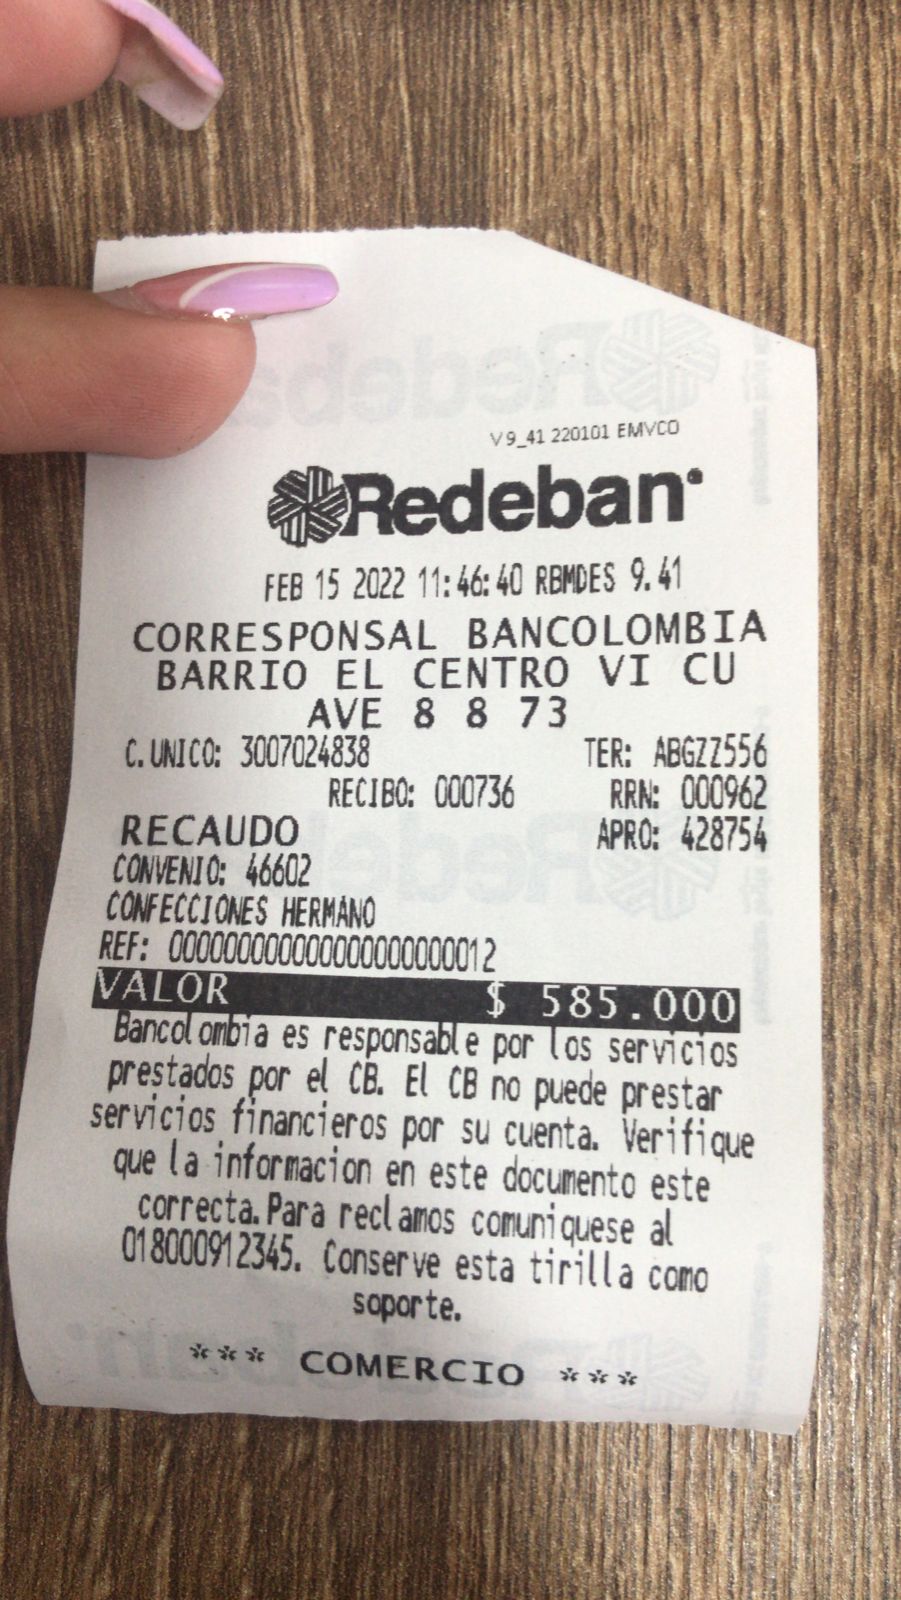 V9_41 220101 EMVCO
Redeban
FEB 15 2022 11:46:40 RBMDES 9.41
CORRESPONSAL BANCOLOMBIA
BARRIO EL CENTRO VI CU
AVE 8 8 73
C. UNICO: 3007024838 TER: ABGZZ556
RECIBO: 000736 RRN: 000962
RECAUDO APRO: 428754
CONVENIO: 46602
CONFECCIONES HERMANO
REF: 000000000000000000000012
VALOR $ 585.000
Bancolombia es responsable por los servicios
prestados por el CB. El CB no puede prestar
servicios financieros por su cuenta. Verifique
que la informacion en este documento este
correcta. Para reclamos comuniquese al
018000912345. Conserve esta tirilla como
soporte.
*** COMERCIO ***